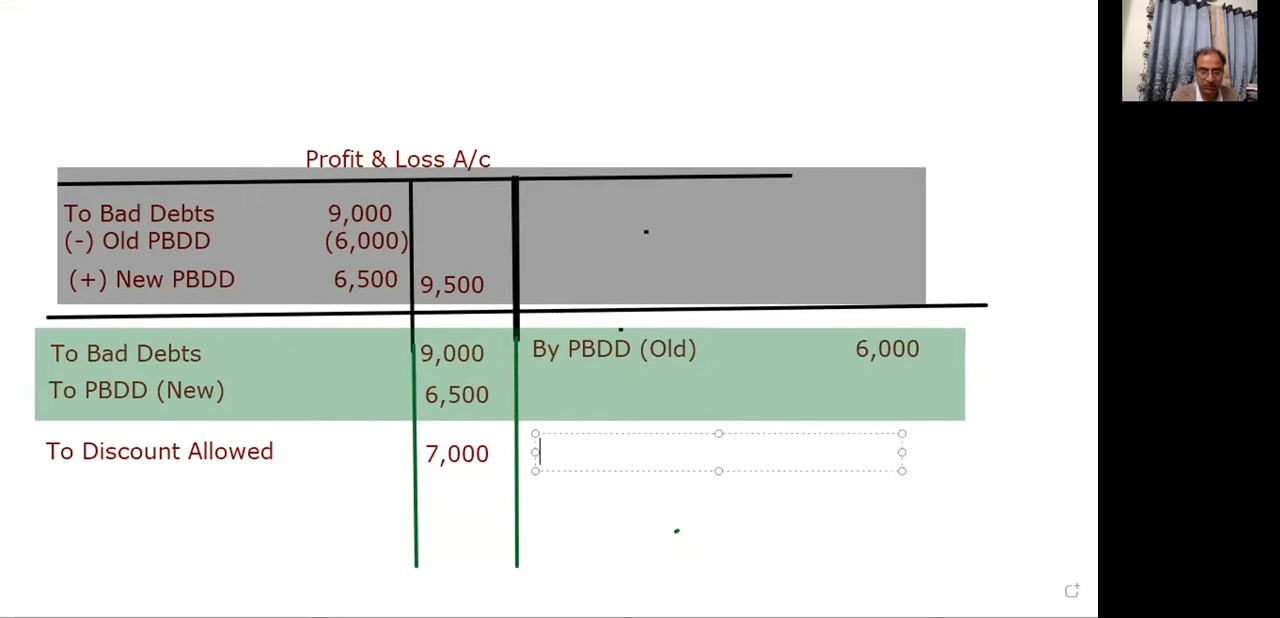 Profit & Loss A/c
To Bad Debts 9,000
(-) Old PBDD (6,000)
(+) New PBDD 6,500 9,500
To Bad Debts 9,000 By PBDD (Old) 6,000
To PBDD (New) 6,500
To Discount Allowed 7,000